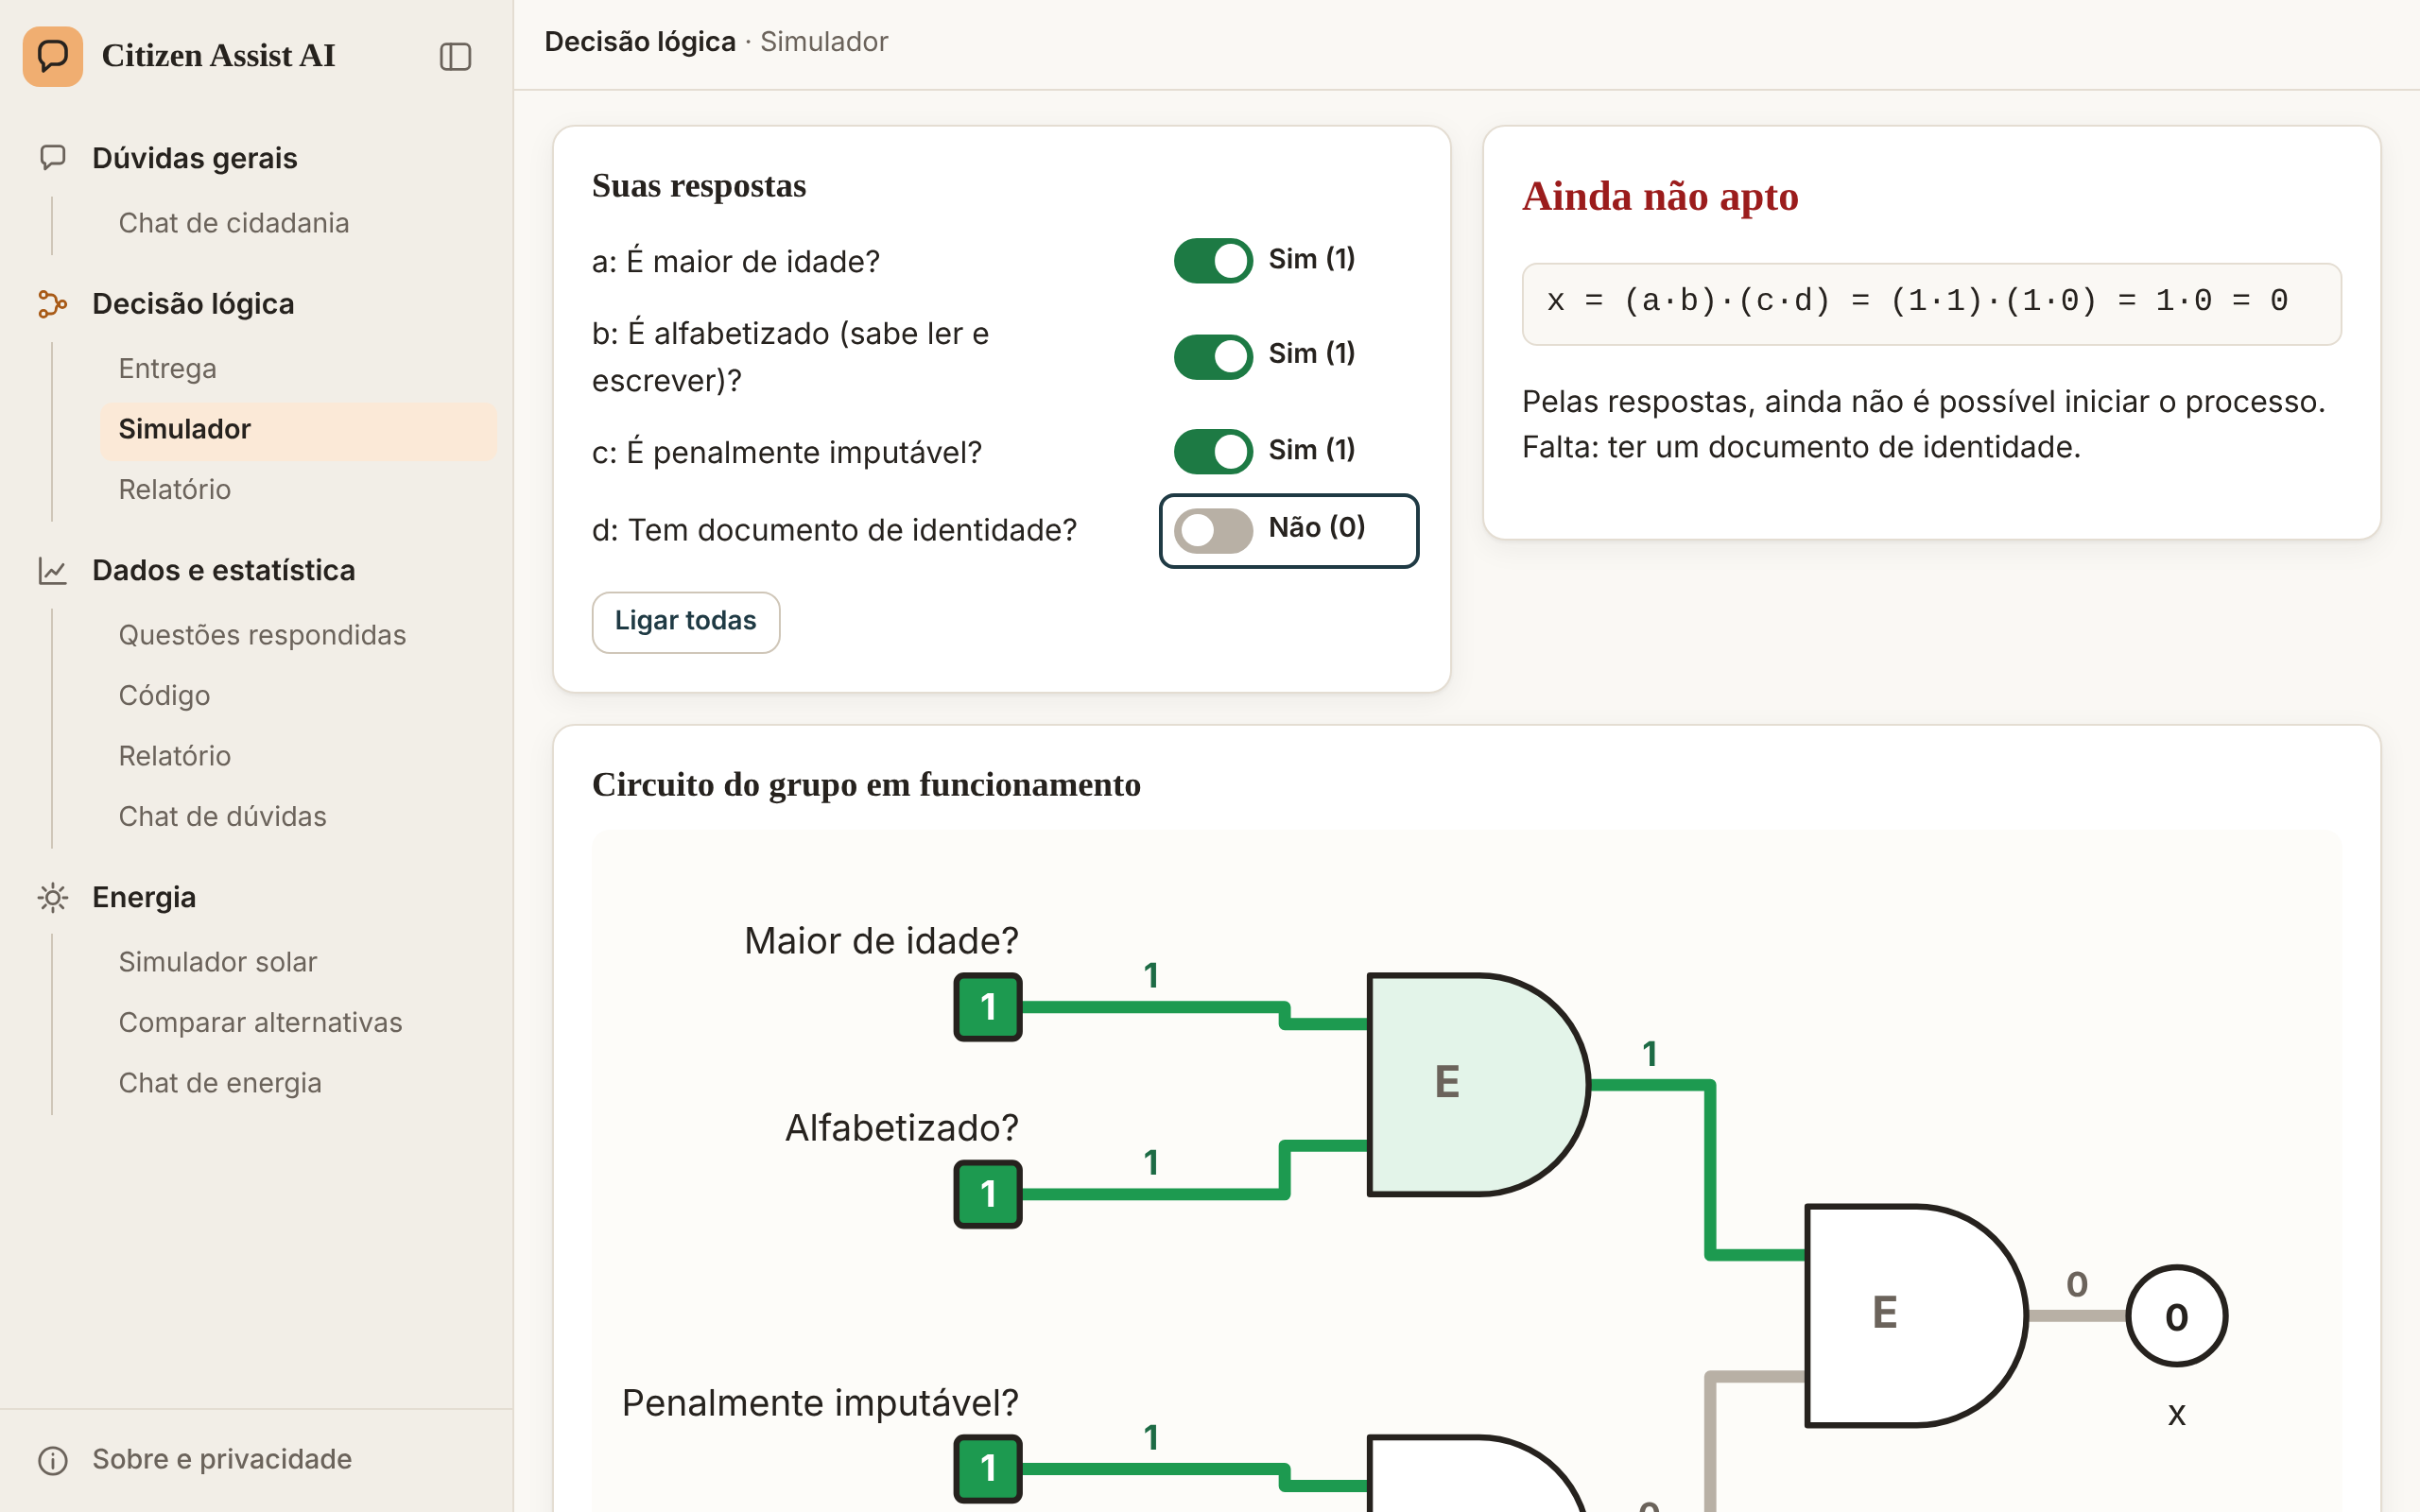 Citizen Assist AI
Dúvidas gerais
Chat de cidadania
Decisão lógica
Entrega
Simulador
Relatório
Dados e estatística
Questões respondidas
Código
Relatório
Chat de dúvidas
Energia
Simulador solar
Comparar alternativas
Chat de energia
Sobre e privacidade
Decisão lógica · Simulador
Suas respostas
a: É maior de idade?
Sim (1)
b: É alfabetizado (sabe ler e
escrever)?
Sim (1)
c: É penalmente imputável?
Sim (1)
d: Tem documento de identidade?
Não (0)
Ligar todas
Ainda não apto
x = (a·b)·(c·d) = (1·1)·(1·0) = 1·0 = 0
Pelas respostas, ainda não é possível iniciar o processo.
Falta: ter um documento de identidade.
Circuito do grupo em funcionamento
Maior de idade?
1
1
E
1
Alfabetizado?
1
1
E
0
0
x
Penalmente imputável?
1
1
0